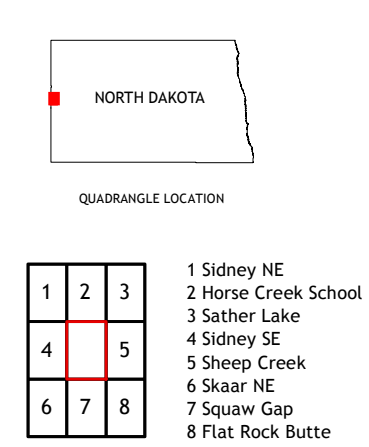 NORTH DAKOTA
QUADRANGLE LOCATION
1 2 3
4 5
6 7 8
1 Sidney NE
2 Horse Creek School
3 Sather Lake
4 Sidney SE
5 Sheep Creek
6 Skaar NE
7 Squaw Gap
8 Flat Rock Butte